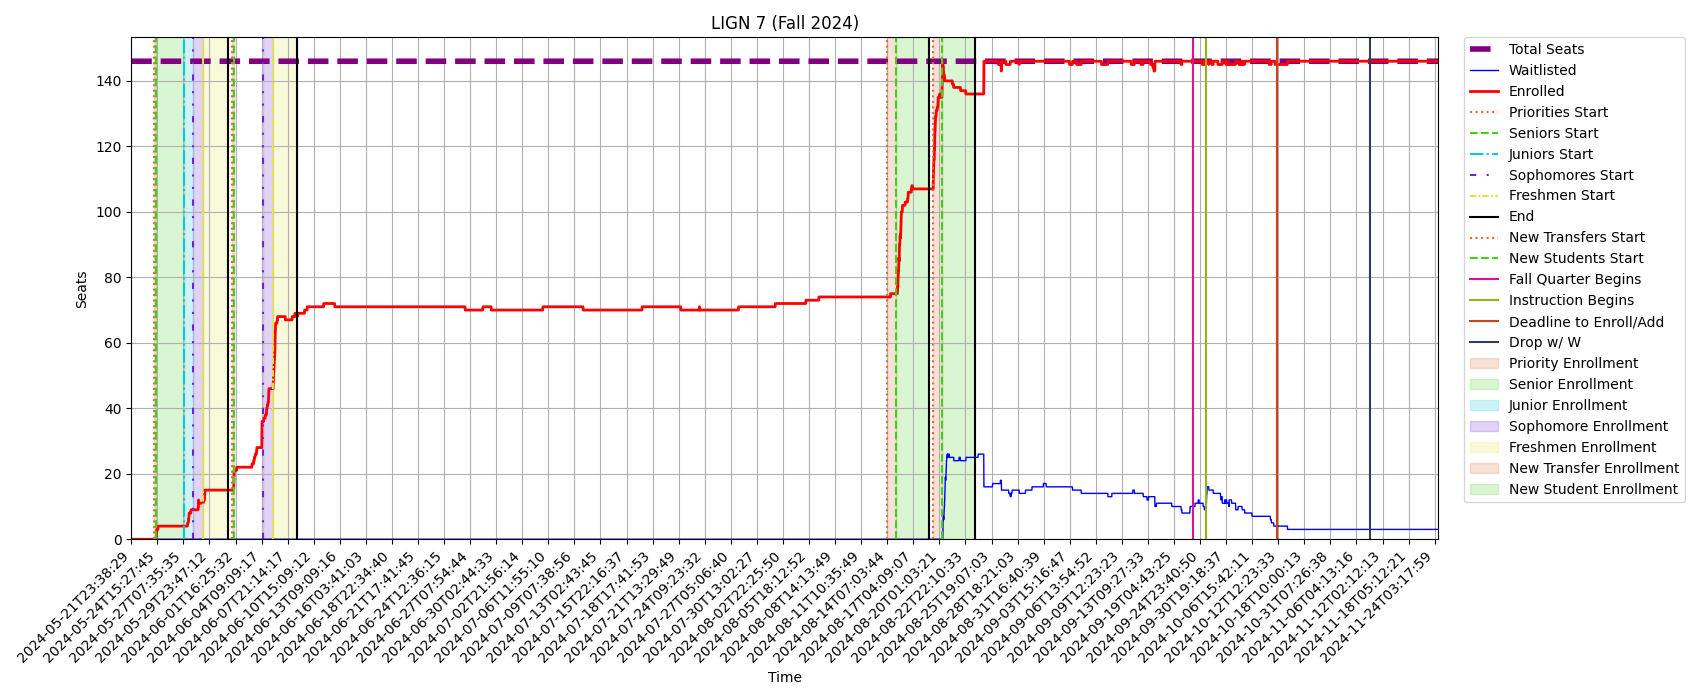 LIGN 7 (Fall 2024)
Seats
140
120
100
80
60
40
20
0
2024-05-21T23:38:29
2024-05-24T15:27:45
2024-05-27T07:35:35
2024-05-29T23:47:12
2024-06-01T16:25:32
2024-06-04T09:09:17
2024-06-07T21:14:17
2024-06-10T15:09:12
2024-06-13T09:09:16
2024-06-16T03:41:03
2024-06-18T22:34:40
2024-06-21T17:41:45
2024-06-24T12:36:15
2024-06-27T07:54:44
2024-06-30T02:44:33
2024-07-02T21:56:14
2024-07-06T11:55:10
2024-07-09T07:38:56
2024-07-13T02:43:45
2024-07-15T22:16:37
2024-07-18T17:41:53
2024-07-21T13:29:49
2024-07-24T09:23:32
2024-07-27T05:06:40
2024-07-30T13:02:27
2024-08-02T22:25:50
2024-08-05T18:12:52
2024-08-08T14:13:49
2024-08-11T10:35:49
2024-08-14T07:03:44
2024-08-17T04:09:07
2024-08-20T01:03:21
2024-08-22T22:10:33
2024-08-25T19:07:03
2024-08-28T18:21:03
2024-08-31T16:40:39
2024-09-03T15:16:47
2024-09-06T13:54:52
2024-09-09T12:23:23
2024-09-13T09:27:33
2024-09-19T04:43:25
2024-09-24T23:40:50
2024-09-30T19:18:37
2024-10-06T15:42:11
2024-10-12T12:23:33
2024-10-18T10:00:13
2024-10-31T07:26:38
2024-11-06T04:13:16
2024-11-12T02:12:13
2024-11-18T05:12:21
2024-11-24T03:17:59
Time
Total Seats
Waitlisted
Enrolled
Priorities Start
Seniors Start
Juniors Start
Sophomores Start
Freshmen Start
End
New Transfers Start
New Students Start
Fall Quarter Begins
Instruction Begins
Deadline to Enroll/Add
Drop w/ W
Priority Enrollment
Senior Enrollment
Junior Enrollment
Sophomore Enrollment
Freshmen Enrollment
New Transfer Enrollment
New Student Enrollment